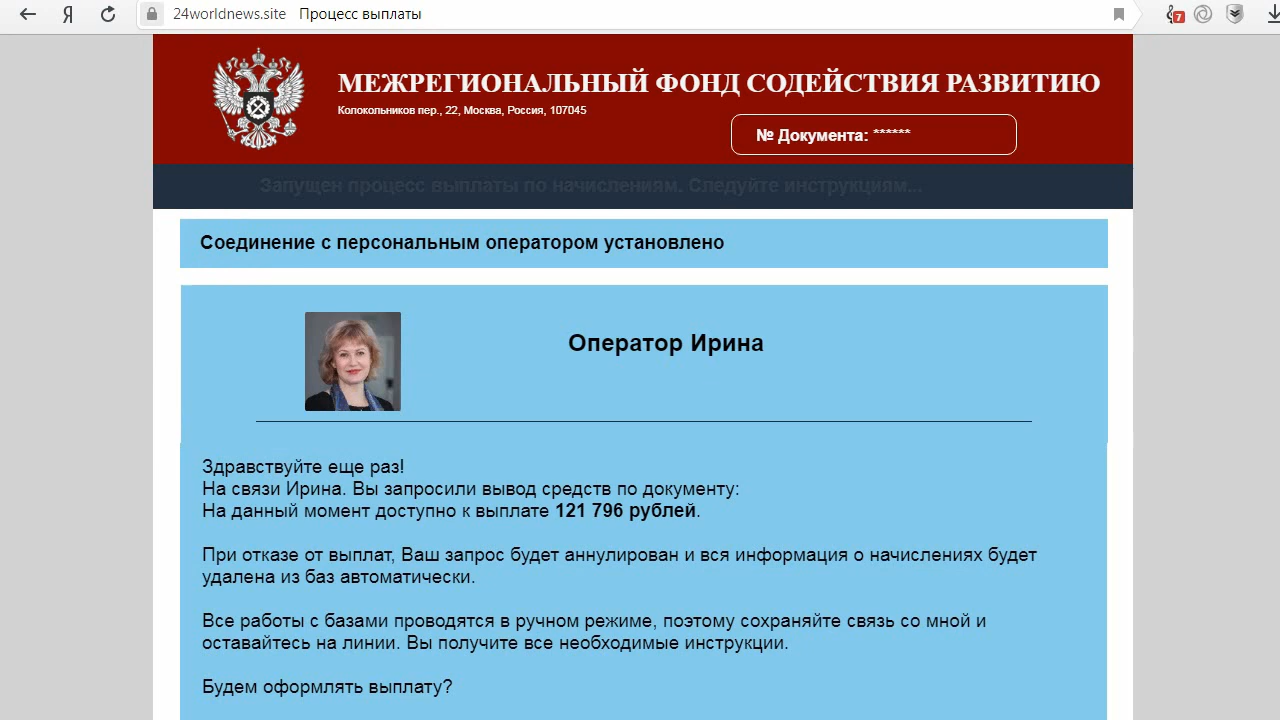 24worldnews.site Процесс выплаты
7
МЕЖРЕГИОНАЛЬНЫЙ ФОНД СОДЕЙСТВИЯ РАЗВИТИЮ
Колокольников пер., 22, Москва, Россия, 107045
№ Документа: ******
Запущен процесс выплаты по начислениям. Следуйте инструкциям...
Соединение с персональным оператором установлено
Оператор Ирина
Здравствуйте еще раз!
На связи Ирина. Вы запросили вывод средств по документу:
На данный момент доступно к выплате 121 796 рублей.
При отказе от выплат, Ваш запрос будет аннулирован и вся информация о начислениях будет
удалена из баз автоматически.
Все работы с базами проводятся в ручном режиме, поэтому сохраняйте связь со мной и
оставайтесь на линии. Вы получите все необходимые инструкции.
Будем оформлять выплату?